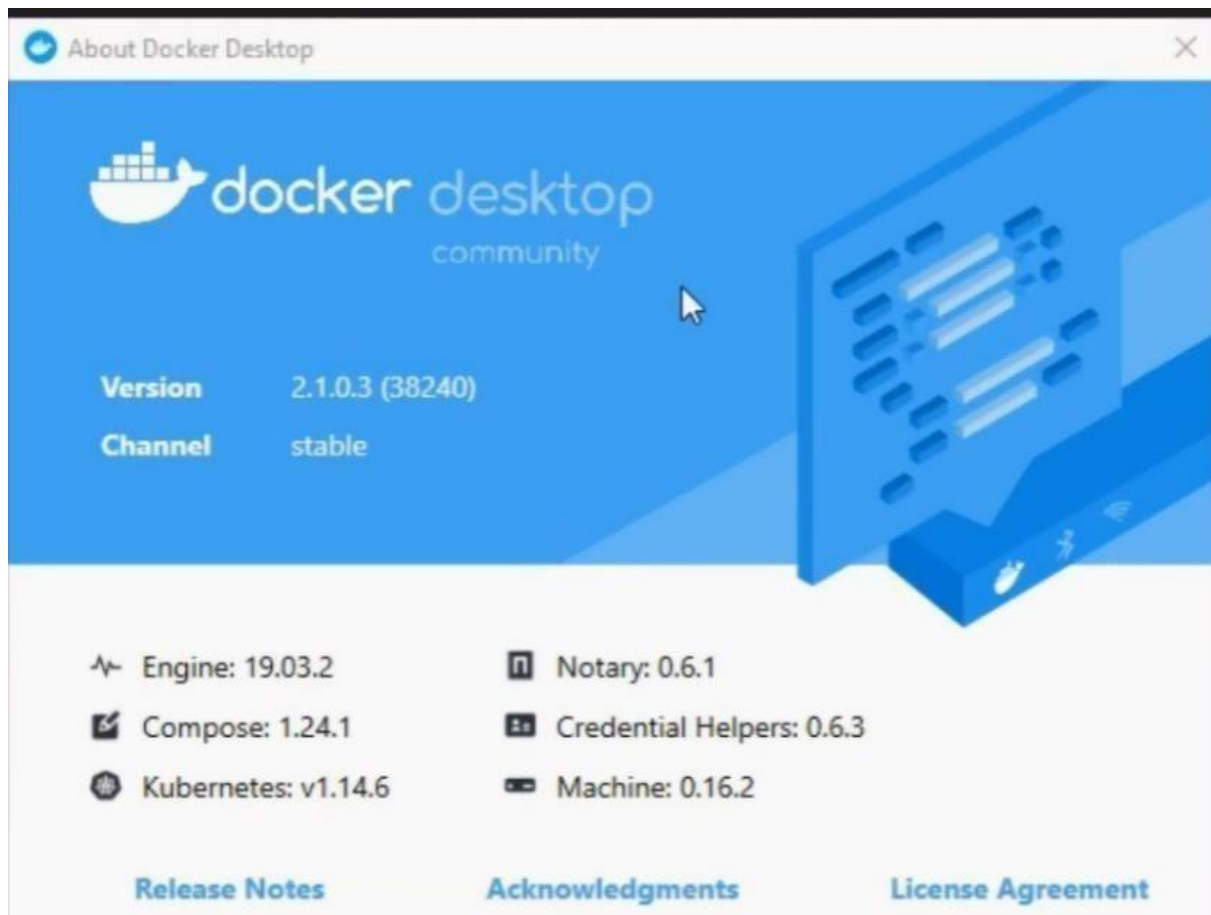 About Docker Desktop
docker desktop
community
Version 2.1.0.3 (38240)
Channel stable
Engine: 19.03.2
Notary: 0.6.1
Compose: 1.24.1
Credential Helpers: 0.6.3
Kubernetes: v1.14.6
Machine: 0.16.2
Release Notes
Acknowledgments
License Agreement